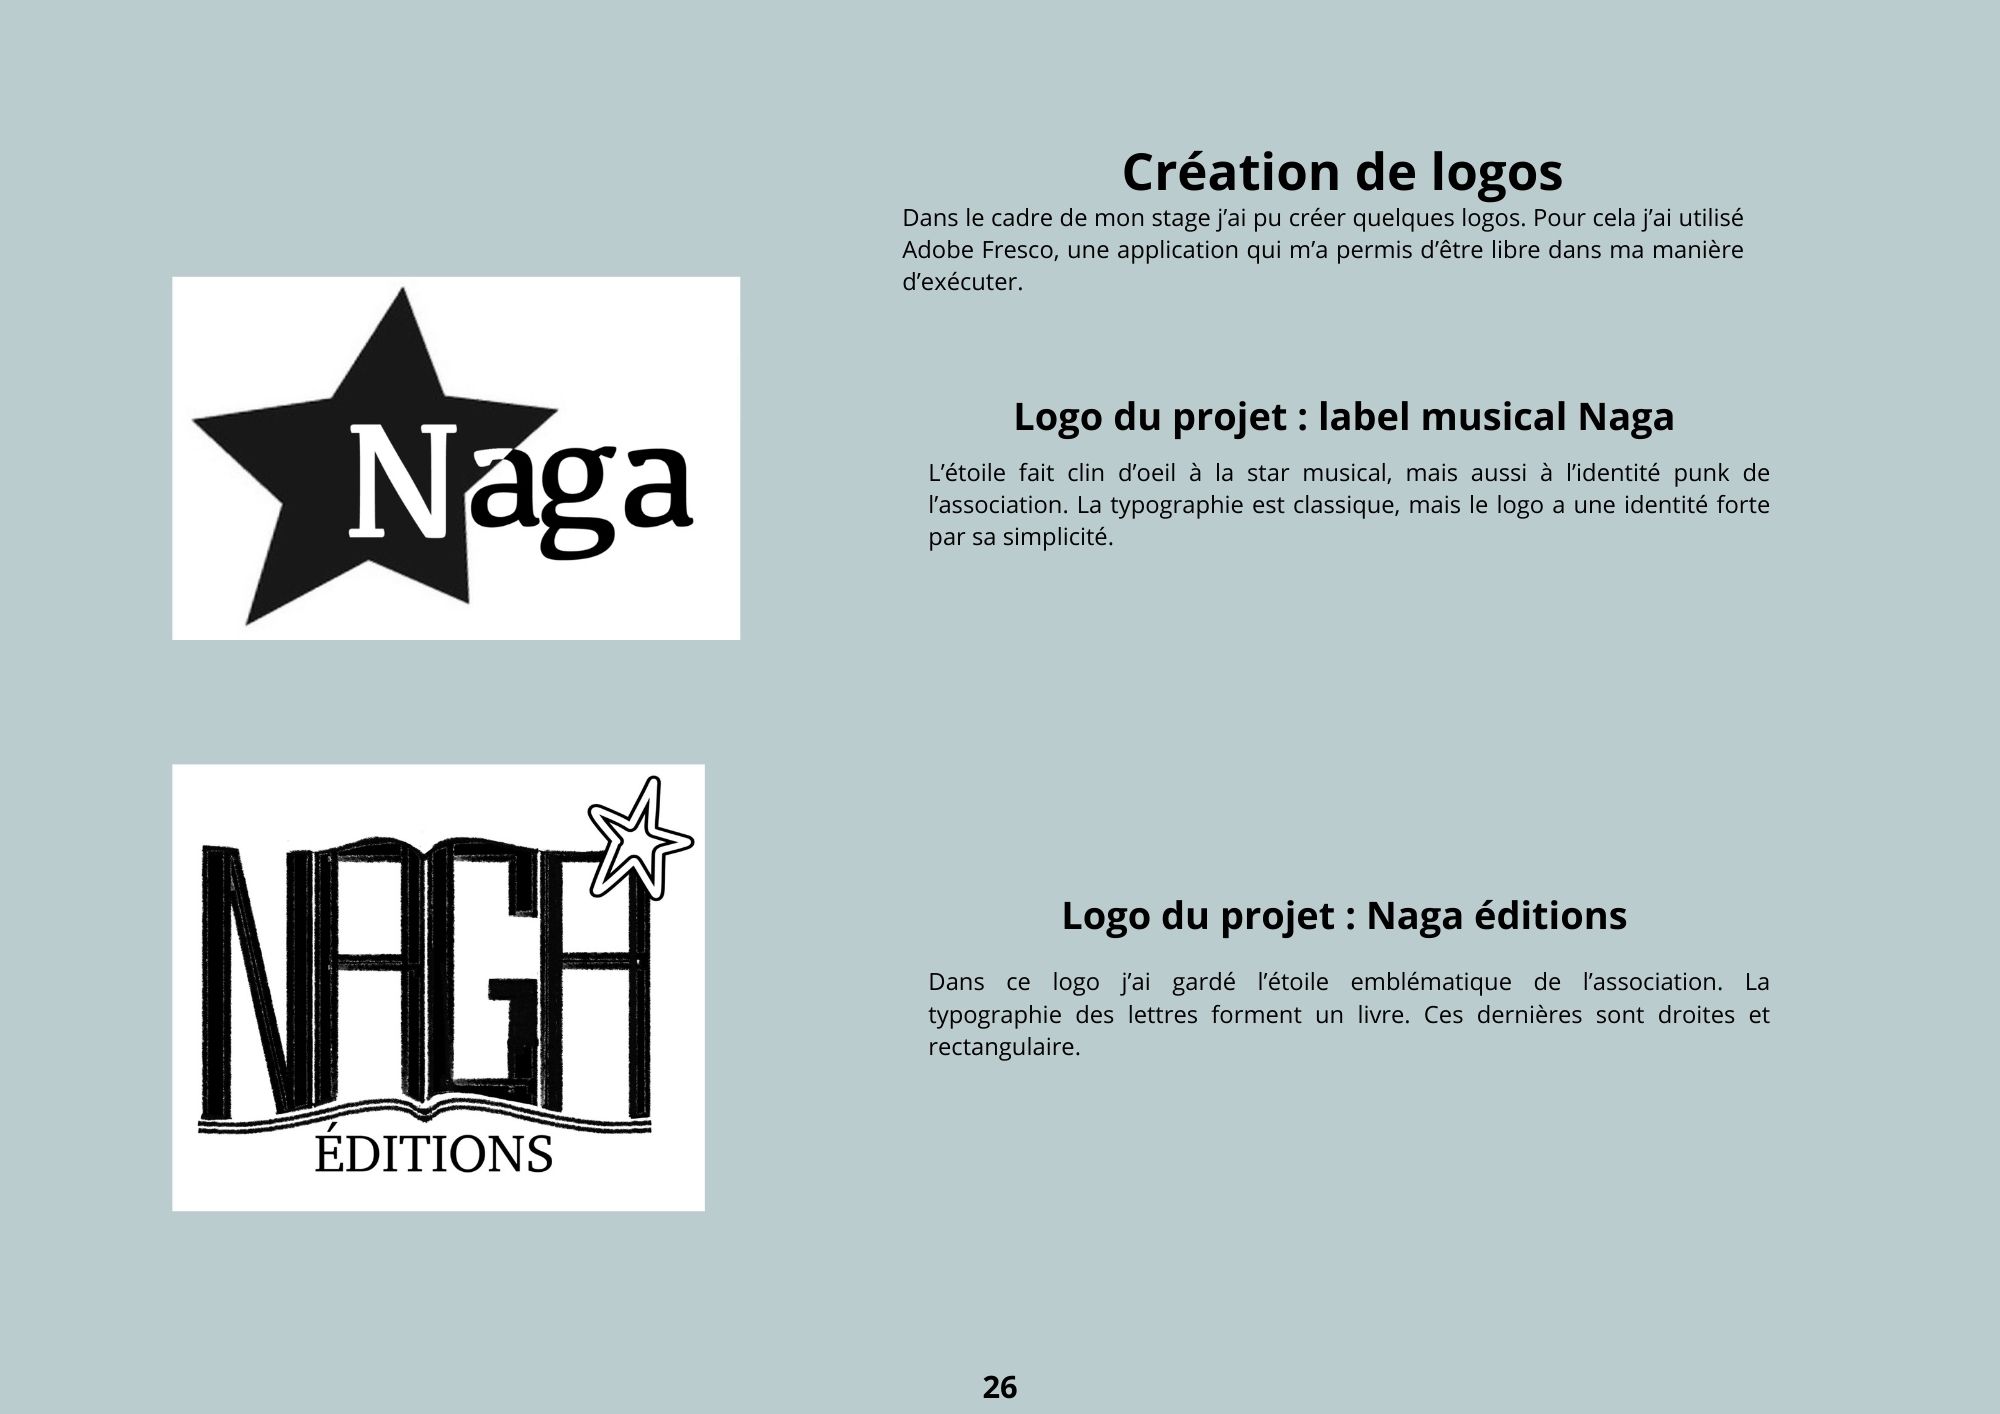 Création de logos
Dans le cadre de mon stage j’ai pu créer quelques logos. Pour cela j’ai utilisé
Adobe Fresco, une application qui m’a permis d’être libre dans ma manière
d’exécuter.
Naga
Logo du projet : label musical Naga
L’étoile fait clin d’oeil à la star musical, mais aussi à l’identité punk de
l’association. La typographie est classique, mais le logo a une identité forte
par sa simplicité.
NAGA
ÉDITIONS
Logo du projet : Naga éditions
Dans ce logo j’ai gardé l’étoile emblématique de l’association. La
typographie des lettres forment un livre. Ces dernières sont droites et
rectangulaire.
26